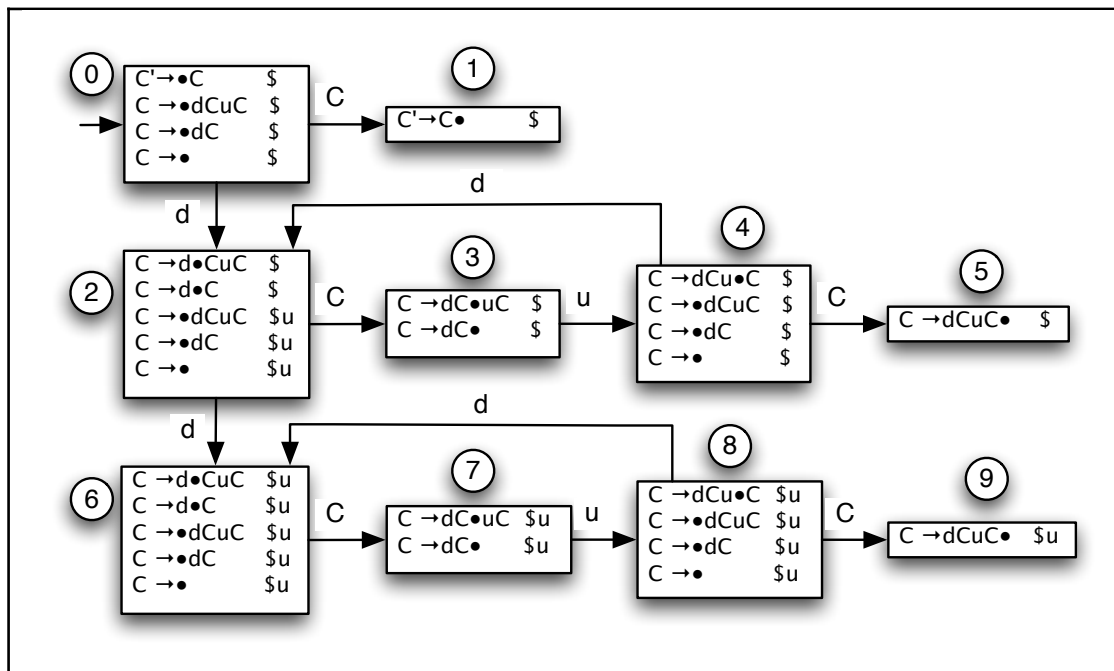 0
C'→•C $
C →•dCuC $
C →•dC $
C →• $
C
1
C'→C• $
d
d
2
C →d•CuC $
C →d•C $
C →•dCuC $u
C →•dC $u
C →• $u
C
3
C →dC•uC $
C →dC• $
u
4
C →dCu•C $
C →•dCuC $
C →•dC $
C →• $
C
5
C →dCuC• $
d
d
6
C →d•CuC $u
C →d•C $u
C →•dCuC $u
C →•dC $u
C →• $u
C
7
C →dC•uC $u
C →dC• $u
u
8
C →dCu•C $u
C →•dCuC $u
C →•dC $u
C →• $u
C
9
C →dCuC• $u